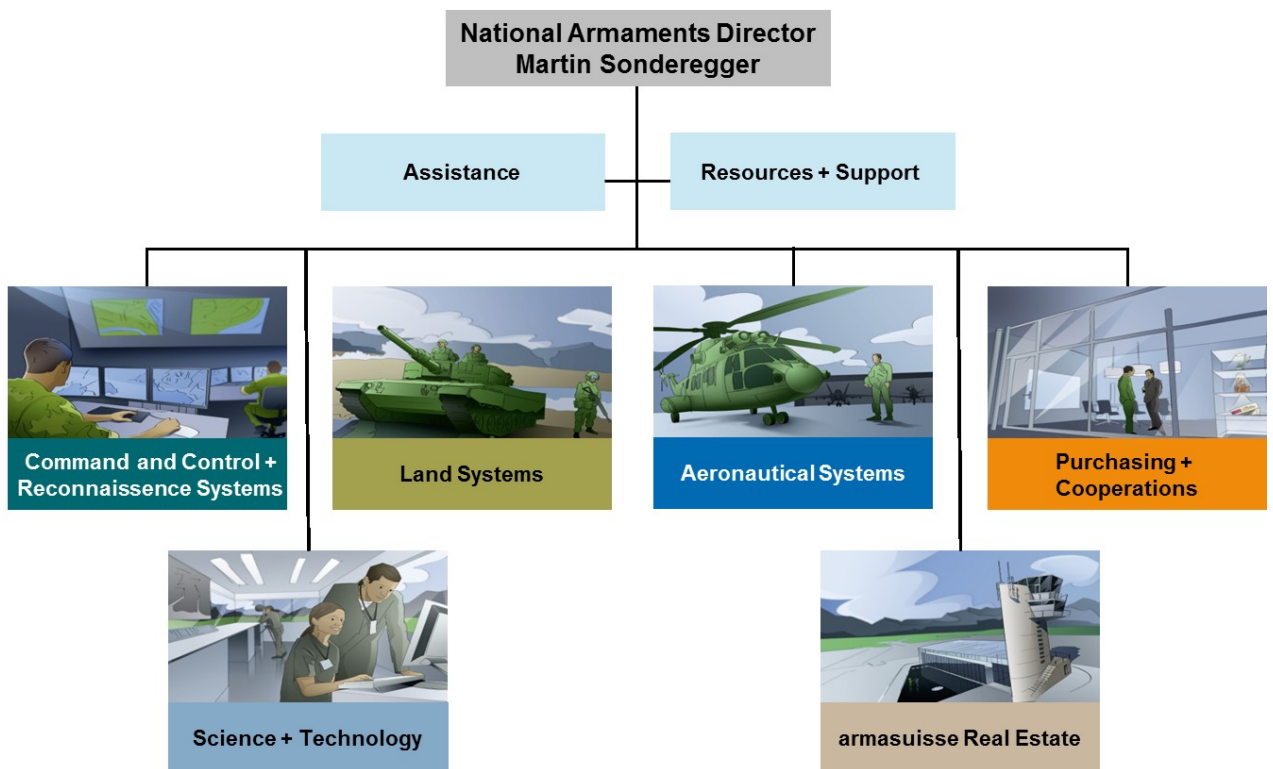 National Armaments Director
Martin Sonderegger
Assistance
Resources + Support
Command and Control +
Reconnaissence Systems
Land Systems
Aeronautical Systems
Purchasing +
Cooperations
Science + Technology
armasuisse Real Estate